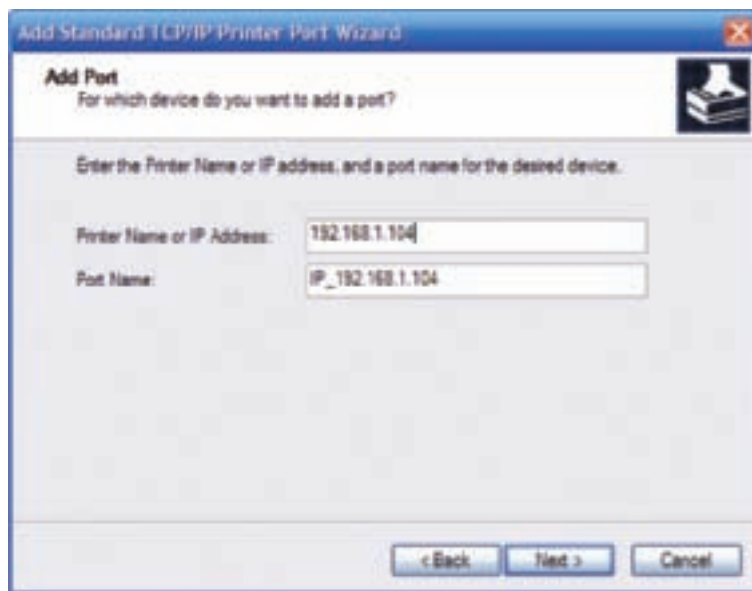 Add Standard TCP/IP Printer Port Wizard
Add Port
For which device do you want to add a port?
Enter the Printer Name or IP address, and a port name for the desired device.
Printer Name or IP Address: 192.168.1.104
Port Name: IP_192.168.1.104
< Back Next > Cancel